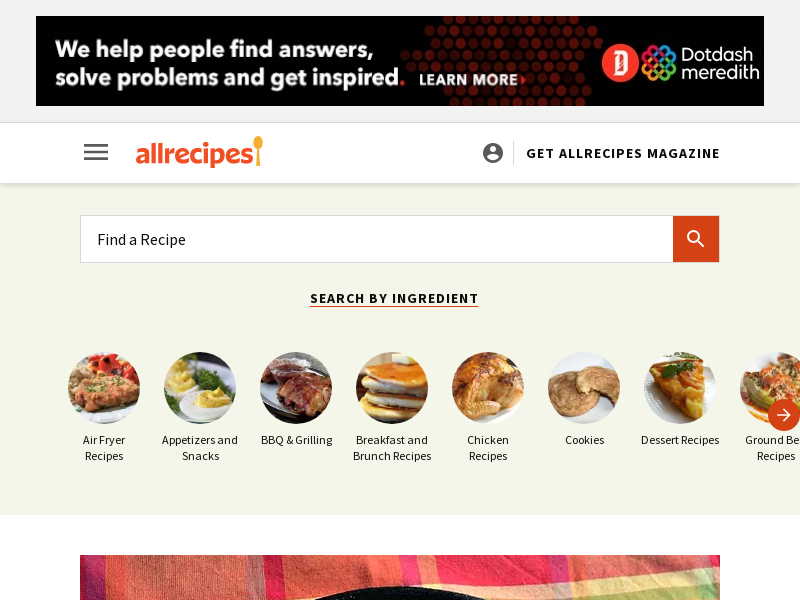 We help people find answers,
solve problems and get inspired. LEARN MORE
D
Dotdash
meredith
allrecipes
GET ALLRECIPES MAGAZINE
Find a Recipe
SEARCH BY INGREDIENT
Air Fryer
Recipes
Appetizers and
Snacks
BBQ & Grilling
Breakfast and
Brunch Recipes
Chicken
Recipes
Cookies
Dessert Recipes
Ground Be
Recipes